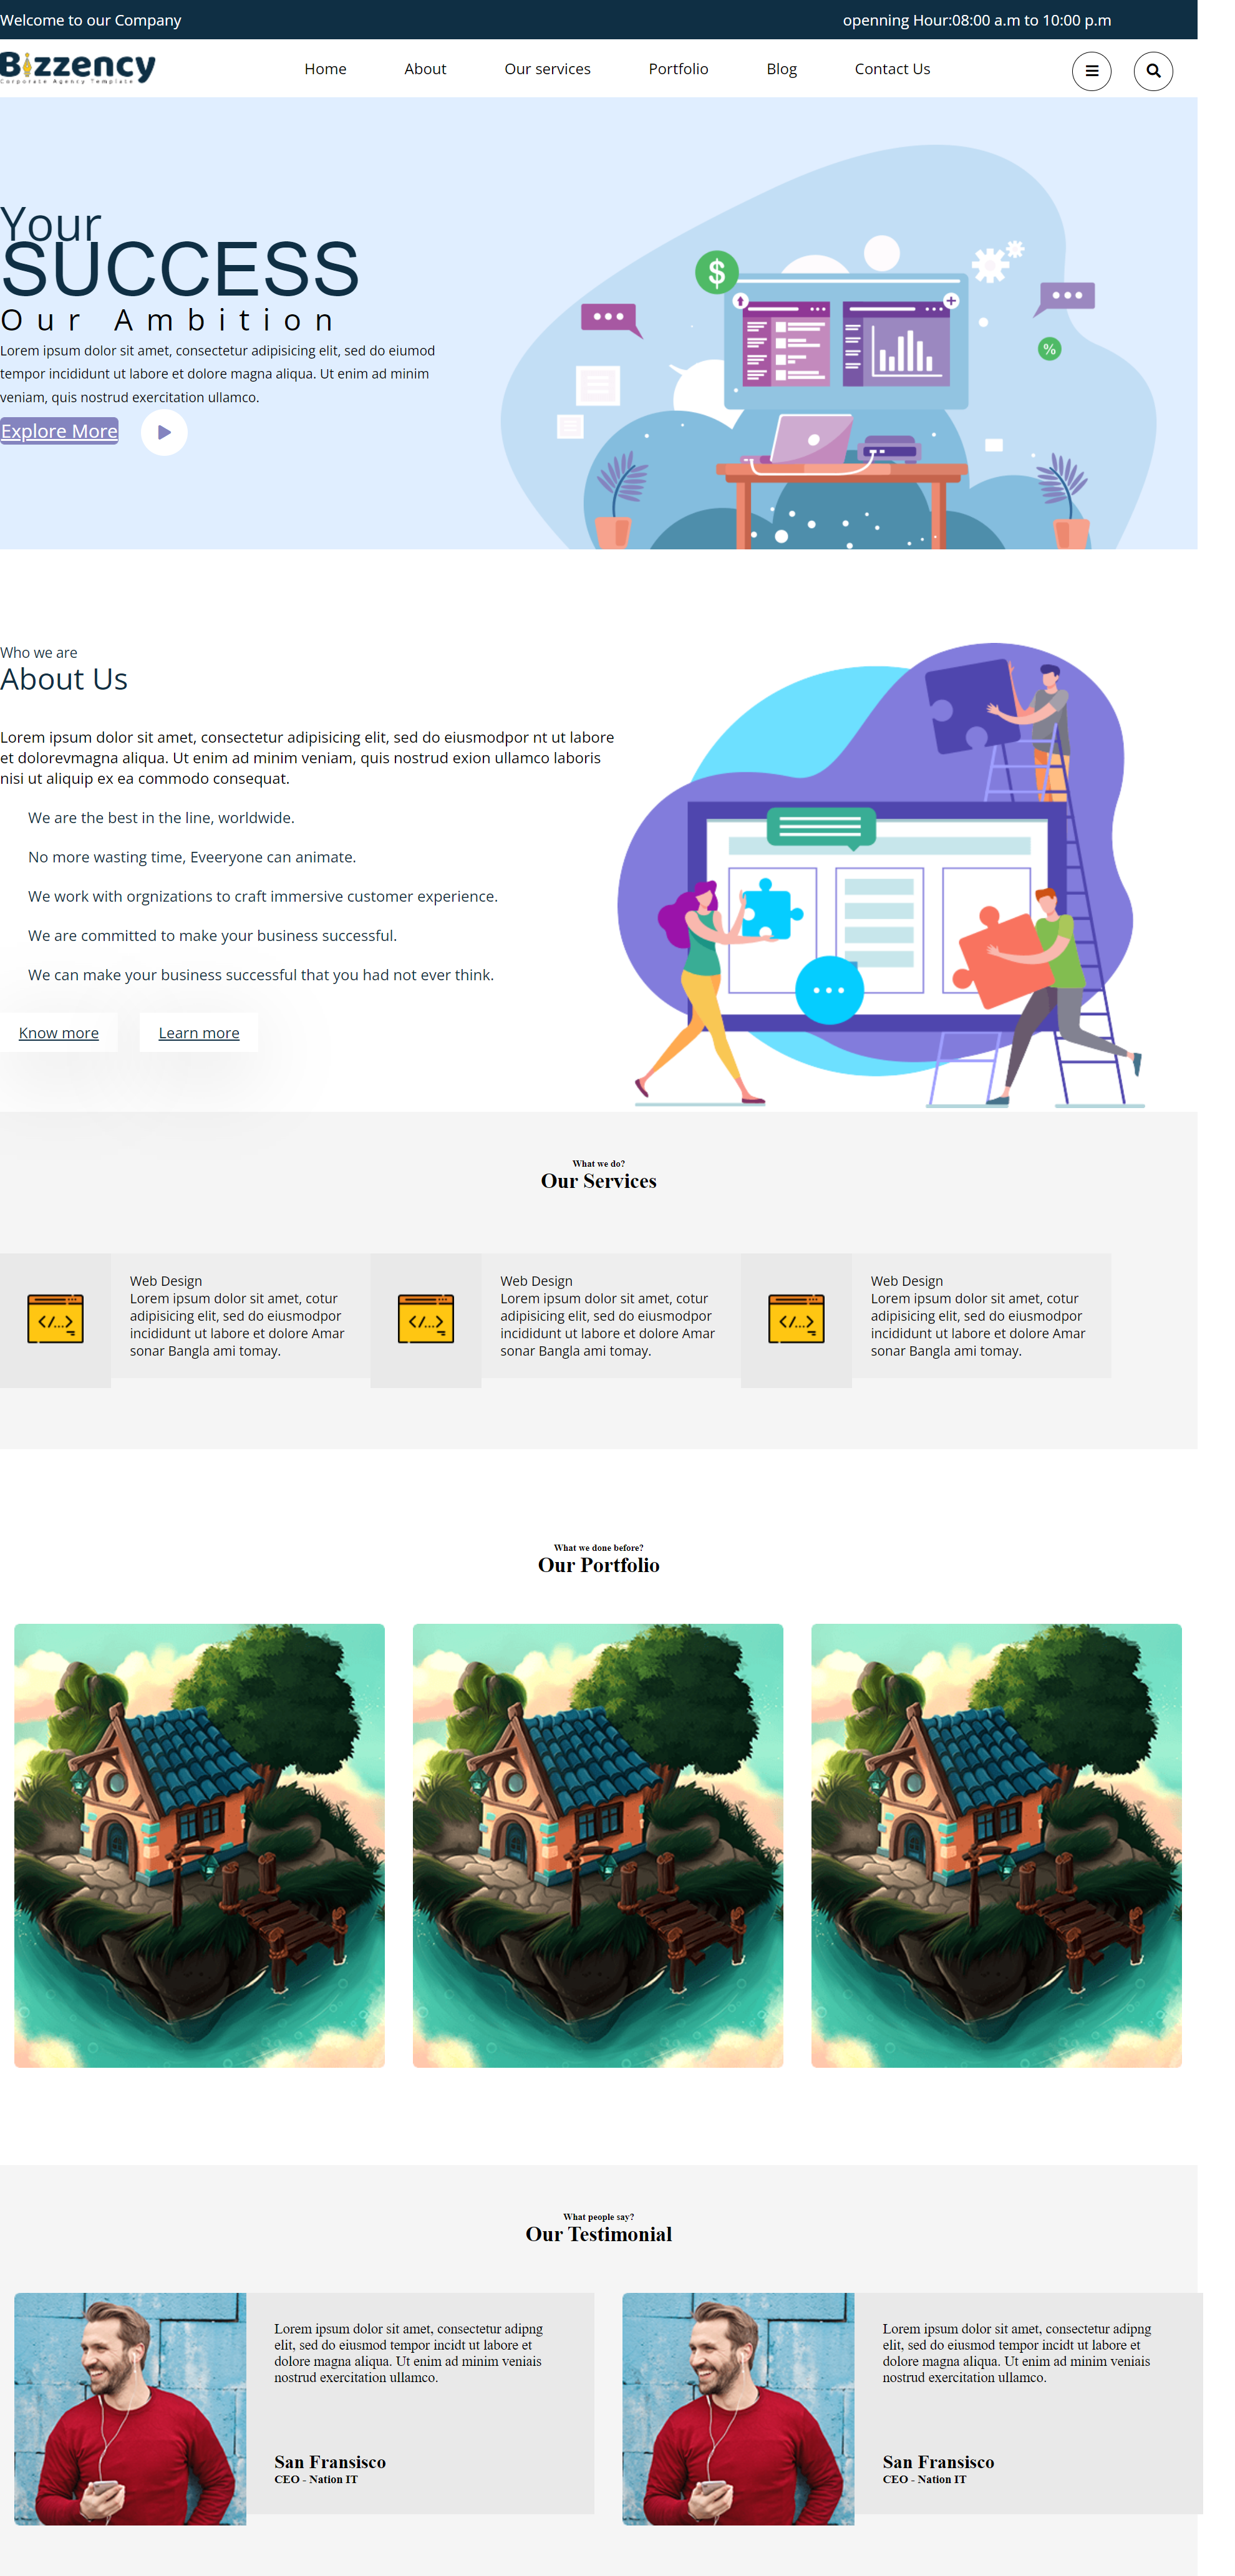 Welcome to our Company
openning Hour:08:00 a.m to 10:00 p.m
Bizzency
Corporate Agency Template
Home
About
Our services
Portfolio
Blog
Contact Us
Your
SUCCESS
Our Ambition
Lorem ipsum dolor sit amet, consectetur adipisicing elit, sed do eiumod
tempor incididunt ut labore et dolore magna aliqua. Ut enim ad minim
veniam, quis nostrud exercitation ullamco.
Explore More
$
%
Who we are
About Us
Lorem ipsum dolor sit amet, consectetur adipisicing elit, sed do eiusmodpor nt ut labore
et dolorevmagna aliqua. Ut enim ad minim veniam, quis nostrud exion ullamco laboris
nisi ut aliquip ex ea commodo consequat.
We are the best in the line, worldwide.
No more wasting time, Eveeryone can animate.
We work with orgnizations to craft immersive customer experience.
We are committed to make your business successful.
We can make your business successful that you had not ever think.
Know more
Learn more
What we do?
Our Services
</...>
Web Design
Lorem ipsum dolor sit amet, cotur
adipisicing elit, sed do eiusmodpor
incididunt ut labore et dolore Amar
sonar Bangla ami tomay.
</...>
Web Design
Lorem ipsum dolor sit amet, cotur
adipisicing elit, sed do eiusmodpor
incididunt ut labore et dolore Amar
sonar Bangla ami tomay.
</...>
Web Design
Lorem ipsum dolor sit amet, cotur
adipisicing elit, sed do eiusmodpor
incididunt ut labore et dolore Amar
sonar Bangla ami tomay.
What we done before?
Our Portfolio
What people say?
Our Testimonial
Lorem ipsum dolor sit amet, consectetur adipng
elit, sed do eiusmod tempor incidt ut labore et
dolore magna aliqua. Ut enim ad minim veniais
nostrud exercitation ullamco.
San Fransisco
CEO - Nation IT
Lorem ipsum dolor sit amet, consectetur adipng
elit, sed do eiusmod tempor incidt ut labore et
dolore magna aliqua. Ut enim ad minim veniais
nostrud exercitation ullamco.
San Fransisco
CEO - Nation IT